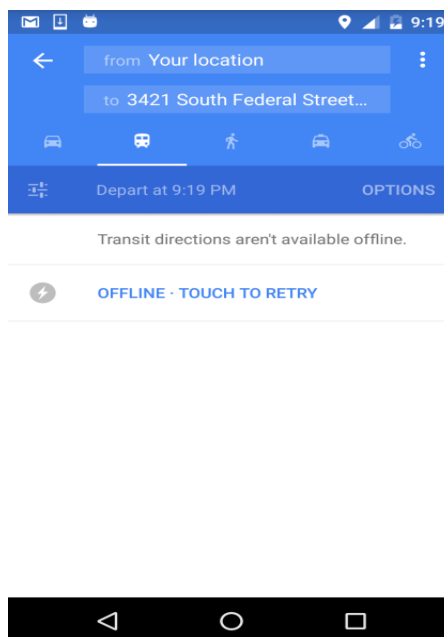 9:19
from Your location
to 3421 South Federal Street...
Depart at 9:19 PM OPTIONS
Transit directions aren't available offline.
OFFLINE · TOUCH TO RETRY